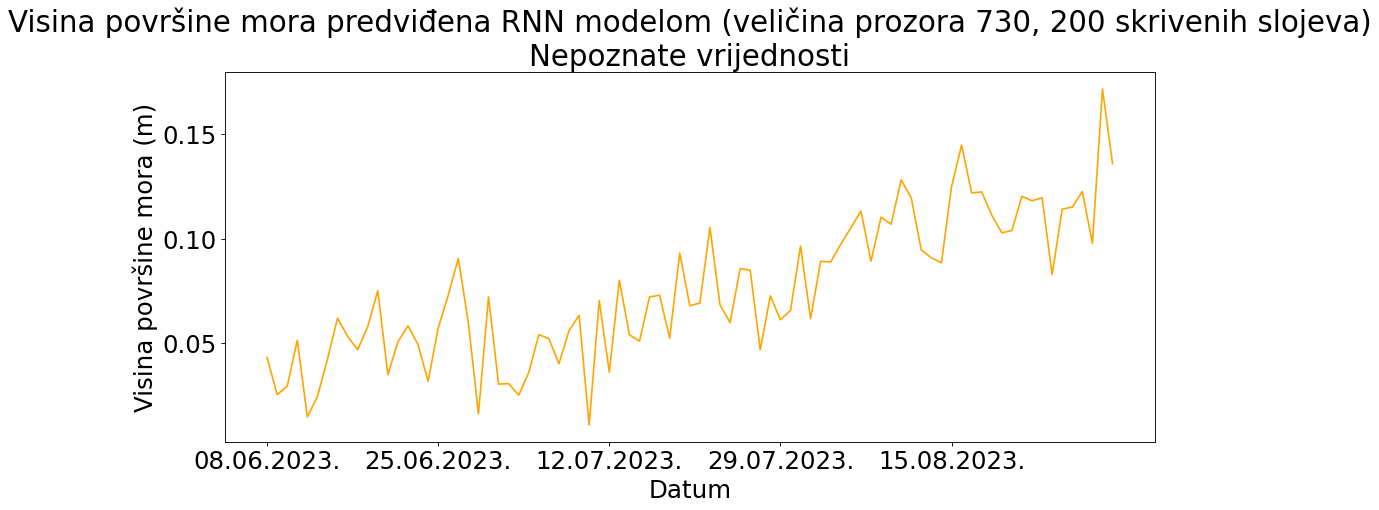 Visina površine mora predviđena RNN modelom (veličina prozora 730, 200 skrivenih slojeva)
Nepoznate vrijednosti
Visina površine mora (m)
0.15
0.10
0.05
08.06.2023. 25.06.2023. 12.07.2023. 29.07.2023. 15.08.2023.
Datum